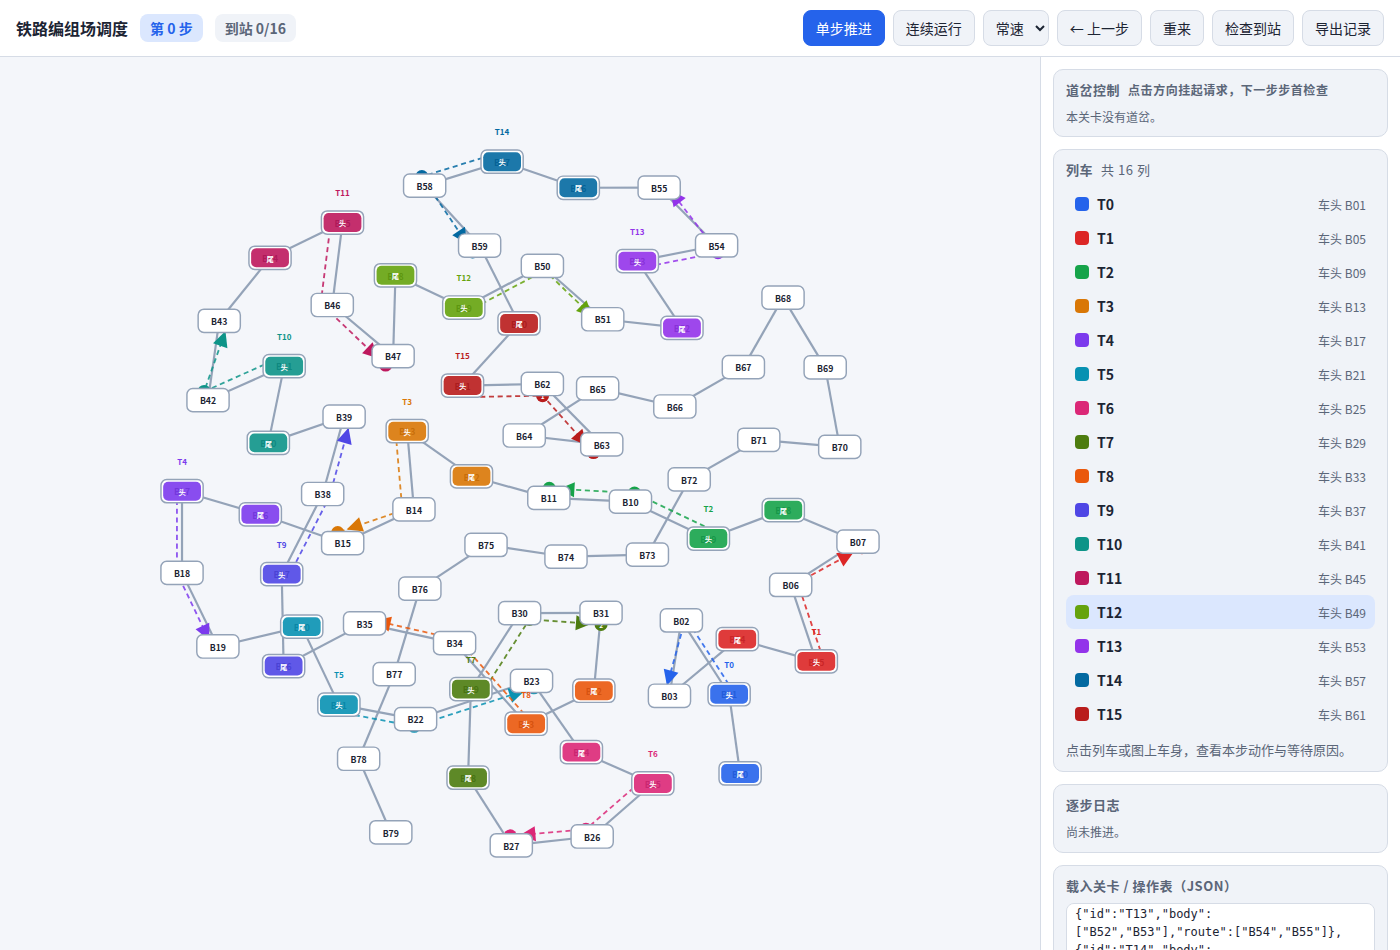 铁路编组场调度
第 0 步
到站 0/16
单步推进
连续运行
常速
←上一步
重来
检查到站
导出记录
T14
头
B58
尾
B55
T11
头
B59
T13
B54
尾
头
B50
尾
T12
B68
B46
头
B43
B51
尾
尾
T10
B47
T15
头
B67
B69
头
B62
B65
B42
T3
B66
B39
头
B64
B63
B71
B70
尾
T4
尾
B72
头
B38
B11
B10
尾
尾
B14
T2
头
B15
T9
B75
B74
B73
B07
B18
头
B76
B06
B30
B31
B02
尾
B35
T1
B19
B34
尾
尾
T7
T0
头
T5
B77
头
B23
尾
B03
头
头
B22
T8
头
尾
T6
B78
尾
头
尾
B79
B27
B26
道岔控制 点击方向挂起请求，下一步步首检查
本关卡没有道岔。
列车 共 16 列
T0 车头 B01
T1 车头 B05
T2 车头 B09
T3 车头 B13
T4 车头 B17
T5 车头 B21
T6 车头 B25
T7 车头 B29
T8 车头 B33
T9 车头 B37
T10 车头 B41
T11 车头 B45
T12 车头 B49
T13 车头 B53
T14 车头 B57
T15 车头 B61
点击列车或图上车身，查看本步动作与等待原因。
逐步日志
尚未推进。
载入关卡 / 操作表（JSON）
{"id":"T13","body":
["B52","B53"],"route":["B54","B55"]},
{"id":"T14","body":